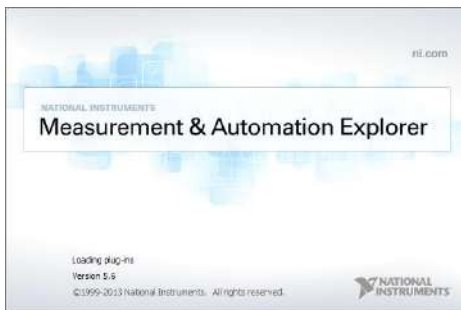 ni.com
NATIONAL INSTRUMENTS
Measurement & Automation Explorer
Loading plug-ins
Version 5.6
©1999-2013 National Instruments. All rights reserved.
NATIONAL
INSTRUMENTS